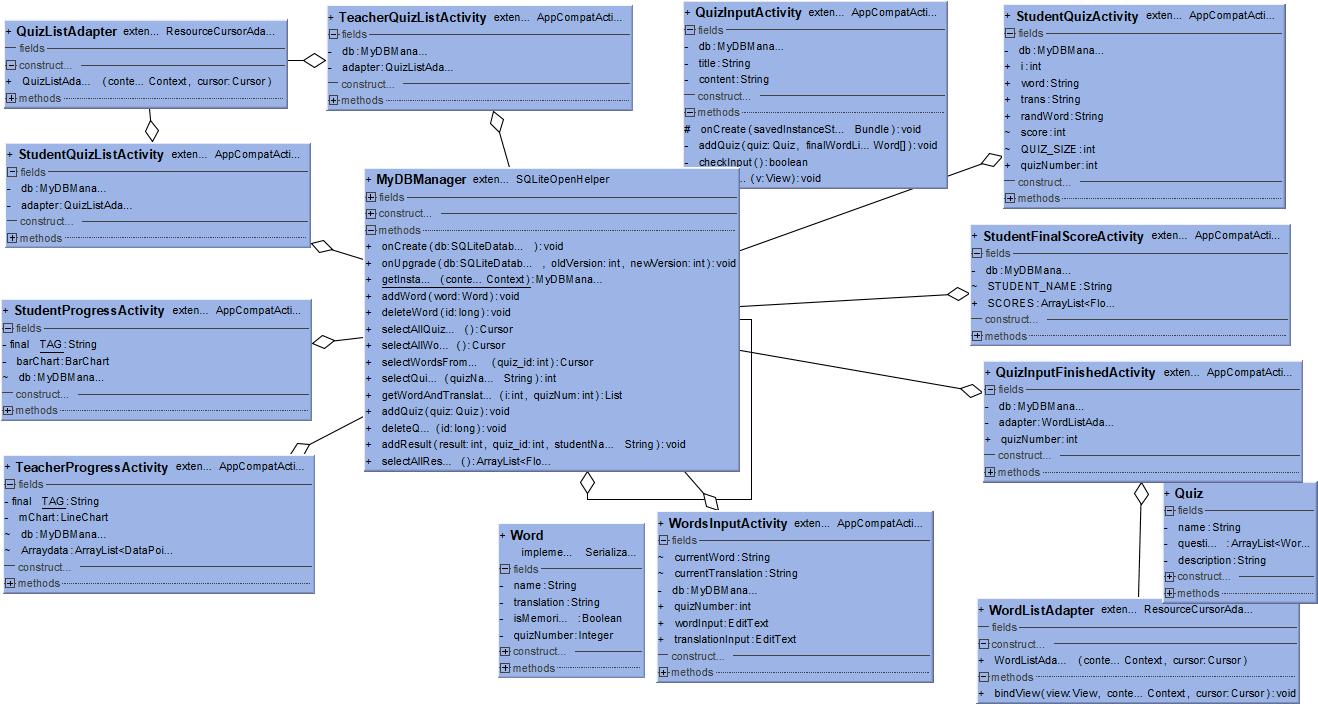 + QuizListAdapter exten... ResourceCursorAda...
fields
construct...
+ QuizListAda... (conte... Context, cursor:Cursor)
methods
+ TeacherQuizListActivity exten... AppCompatActi...
fields
- db:MyDBMana...
- adapter:QuizListAda...
construct...
methods
+ QuizInputActivity exten... AppCompatActi...
fields
- db:MyDBMana...
- title:String
- content:String
construct...
methods
# onCreate(savedInstanceSt... Bundle):void
- addQuiz(quiz: Quiz, finalWordLi... Word[]):void
- checkInput():boolean
... (v:View):void
+ StudentQuizActivity exten... AppCompatActi...
fields
- db:MyDBMana...
+ i:int
+ word:String
+ trans:String
+ randWord:String
~ score:int
~ QUIZ_SIZE:int
+ quizNumber:int
construct...
methods
+ StudentQuizListActivity exten... AppCompatActi...
fields
- db:MyDBMana...
- adapter:QuizListAda...
construct...
methods
+ MyDBManager exten... SQLiteOpenHelper
fields
construct...
methods
+ onCreate(db:SQLiteDatab... ):void
+ onUpgrade(db:SQLiteDatab... , oldVersion:int, newVersion:int):void
+ getInsta... (conte... Context):MyDBMana...
+ addWord(word:Word):void
+ deleteWord(id:long):void
+ selectAllQuiz... ():Cursor
+ selectAllWo... ():Cursor
+ selectWordsFrom... (quiz_id:int):Cursor
+ selectQui... (quizNa... String):int
+ getWordAndTranslat... (i:int, quizNum:int):List
+ addQuiz(quiz:Quiz):void
+ deleteQ... (id:long):void
+ addResult(result:int, quiz_id:int, studentNa... String):void
+ selectAllRes... ():ArrayList<Flo...
+ StudentFinalScoreActivity exten... AppCompatActi...
fields
- db:MyDBMana...
~ STUDENT_NAME:String
+ SCORES:ArrayList<Flo...
construct...
methods
+ StudentProgressActivity exten... AppCompatActi...
fields
- final TAG:String
- barChart:BarChart
~ db:MyDBMana...
construct...
methods
+ QuizInputFinishedActivity exten... AppCompatActi...
fields
- db:MyDBMana...
- adapter:WordListAda...
+ quizNumber:int
construct...
methods
+ TeacherProgressActivity exten... AppCompatActi...
fields
- final TAG:String
~ mChart:LineChart
~ db:MyDBMana...
~ Arraydata:ArrayList<DataPoi...
construct...
methods
+ Word
impleme... Serializa...
fields
- name:String
- translation:String
- isMemori... :Boolean
- quizNumber:Integer
construct...
methods
+ WordsInputActivity exten... AppCompatActi...
fields
~ currentWord:String
~ currentTranslation:String
- db:MyDBMana...
+ quizNumber:int
+ wordInput:EditText
+ translationInput:EditText
construct...
methods
+ Quiz
fields
- name:String
- questi... :ArrayList<Wor...
- description:String
construct...
methods
+ WordListAdapter exten... ResourceCursorAda...
fields
construct...
+ WordListAda... (conte... Context, cursor:Cursor)
methods
+ bindView(view:View, conte... Context, cursor:Cursor):void